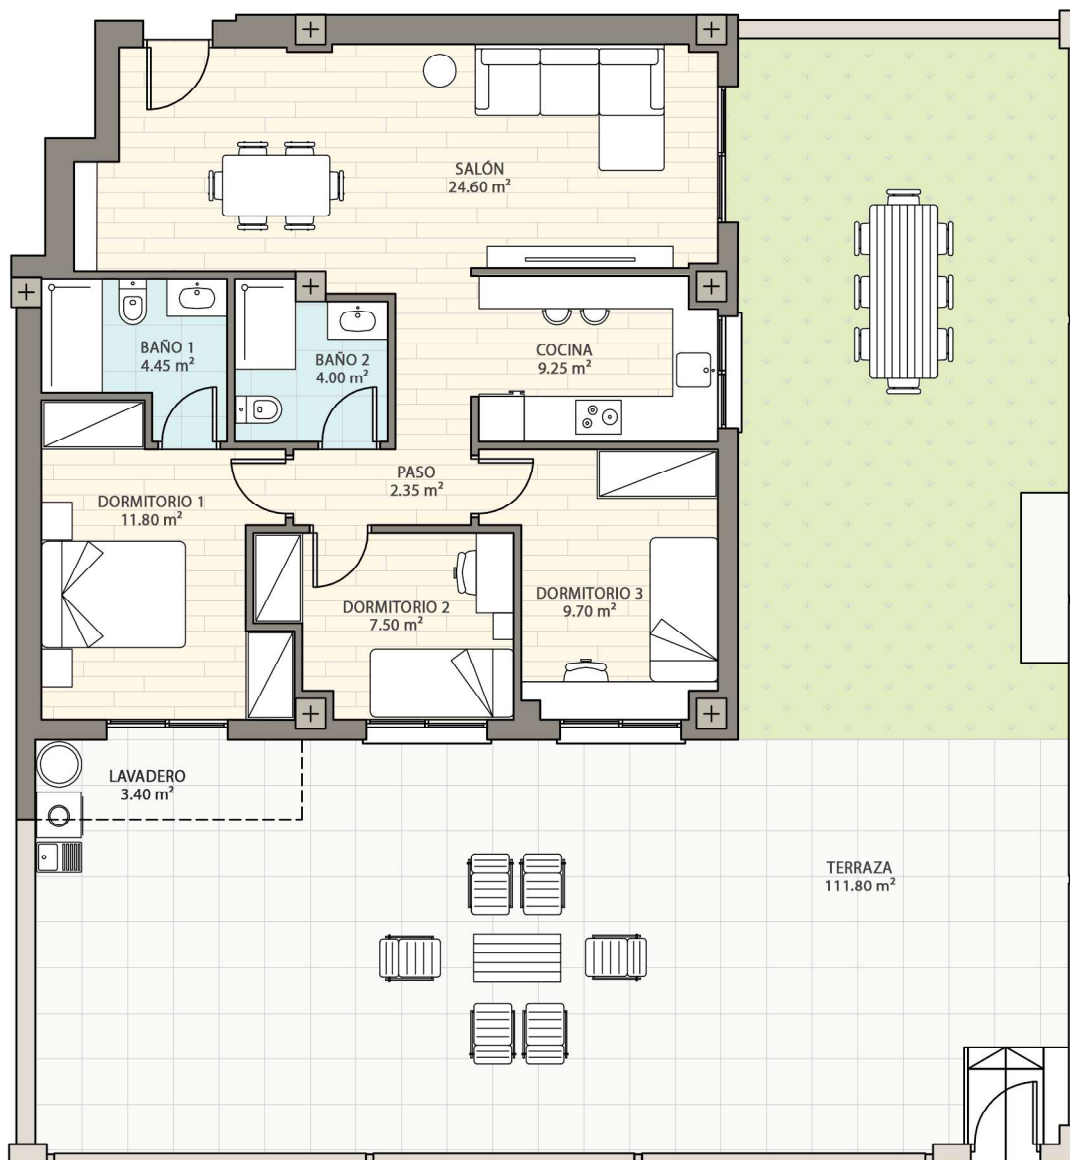 SALÓN
24.60 m²
BAÑO 1
4.45 m²
BAÑO 2
4.00 m²
COCINA
9.25 m²
PASO
2.35 m²
DORMITORIO 1
11.80 m²
DORMITORIO 2
7.50 m²
DORMITORIO 3
9.70 m²
LAVADERO
3.40 m²
TERRAZA
111.80 m²